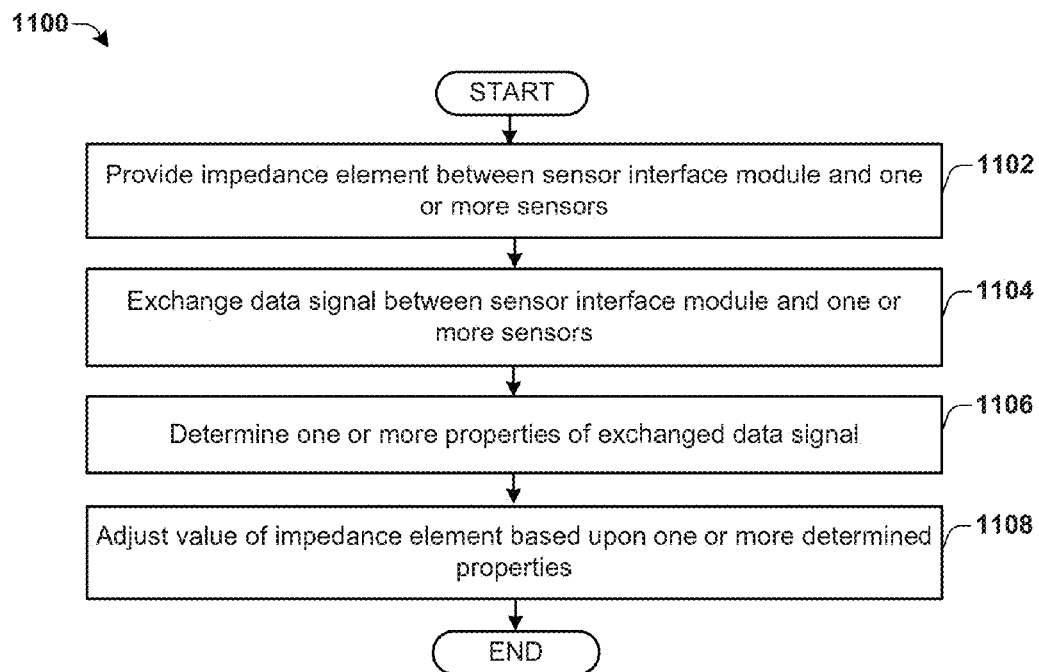 1100
START
Provide impedance element between sensor interface module and one
or more sensors
1102
Exchange data signal between sensor interface module and one or
more sensors
1104
Determine one or more properties of exchanged data signal
1106
Adjust value of impedance element based upon one or more determined
properties
1108
END